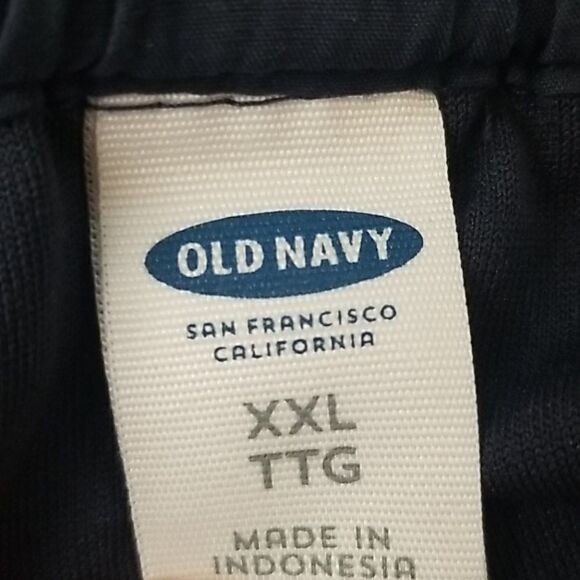 OLD NAVY
SAN FRANCISCO
CALIFORNIA
XXL
TTG
MADE IN
INDONESIA